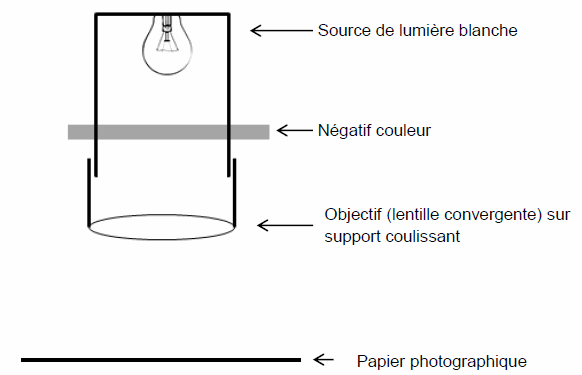 Source de lumière blanche
Négatif couleur
Objectif (lentille convergente) sur
support coulissant
Papier photographique